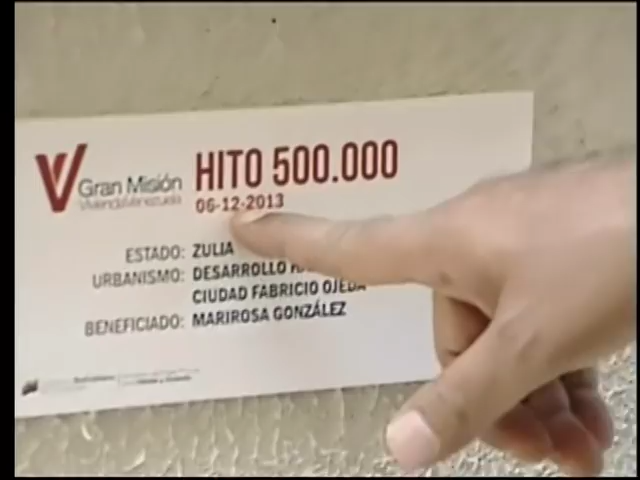 Gran Misión
Vivienda Venezuela
HITO 500.000
06-12-2013
ESTADO: ZULIA
URBANISMO: DESARROLLO
CIUDAD FABRICIO OJEDA
BENEFICIADO: MARIROSA GONZÁLEZ